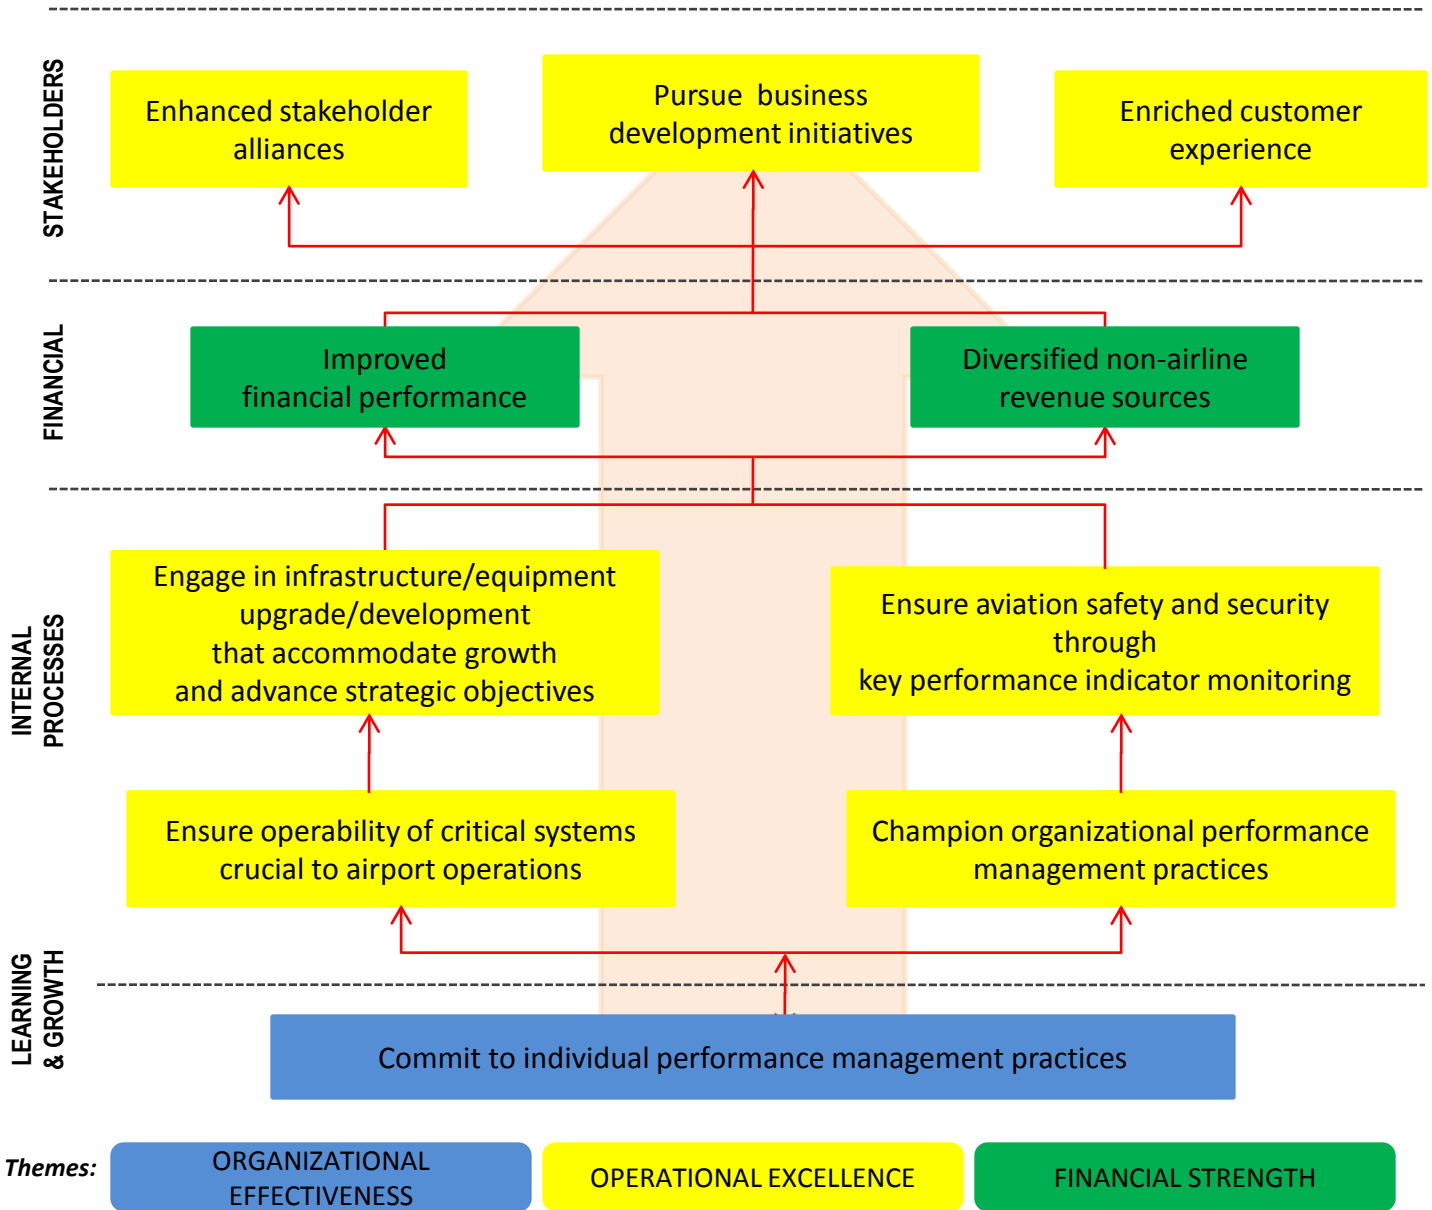 STAKEHOLDERS
Enhanced stakeholder
alliances
Pursue business
development initiatives
Enriched customer
experience
FINANCIAL
Improved
financial performance
Diversified non-airline
revenue sources
INTERNAL
PROCESSES
Engage in infrastructure/equipment
upgrade/development
that accommodate growth
and advance strategic objectives
Ensure aviation safety and security
through
key performance indicator monitoring
Ensure operability of critical systems
crucial to airport operations
Champion organizational performance
management practices
LEARNING
& GROWTH
Commit to individual performance management practices
Themes:
ORGANIZATIONAL
EFFECTIVENESS
OPERATIONAL EXCELLENCE
FINANCIAL STRENGTH